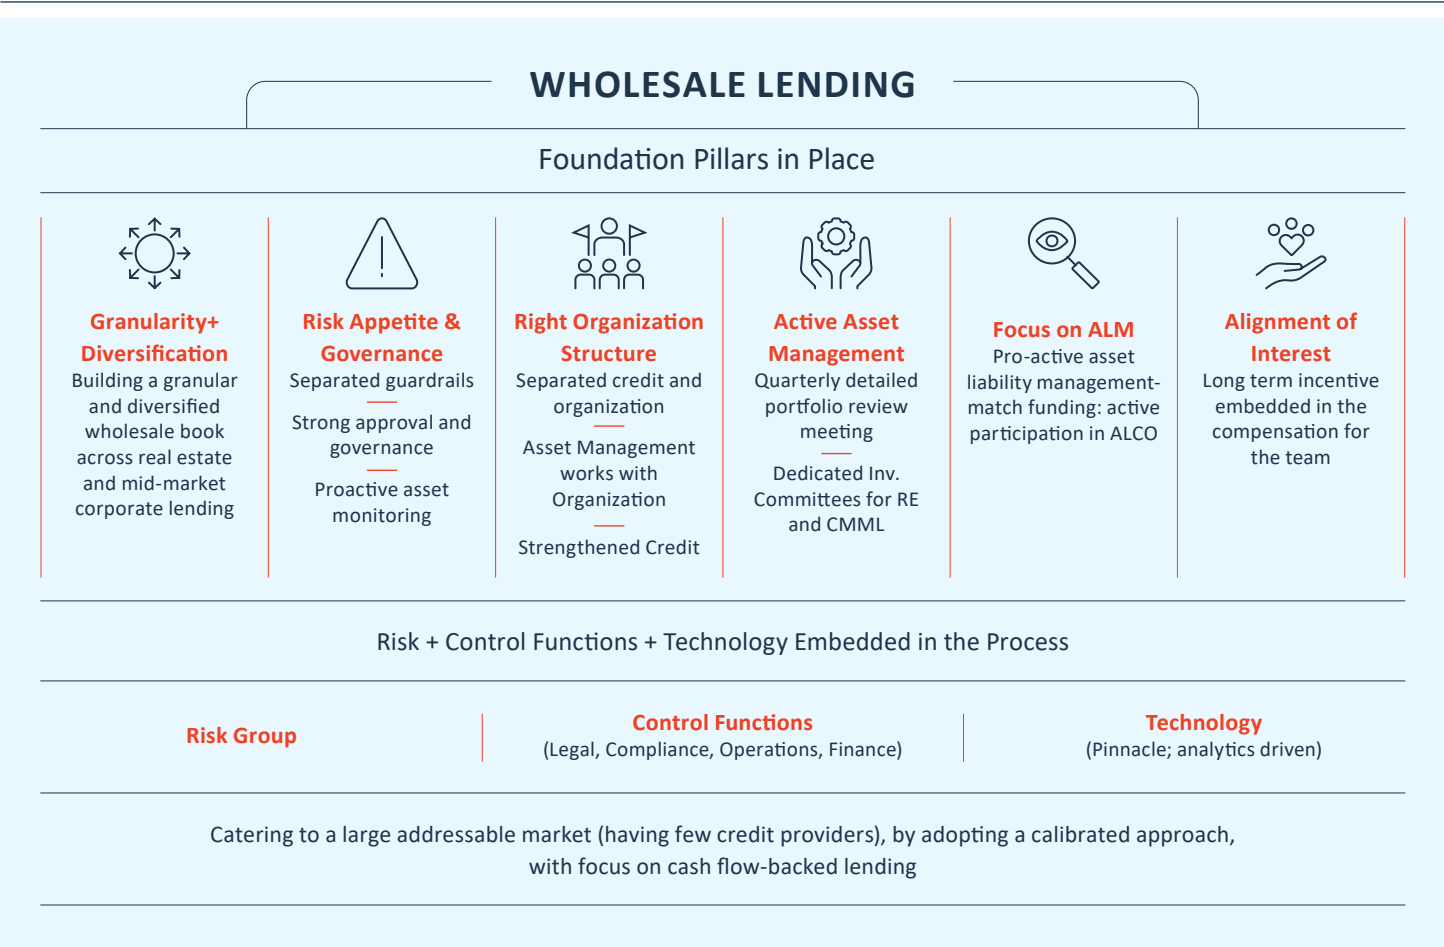 WHOLESALE LENDING
Foundation Pillars in Place
Granularity+
Diversification
Building a granular
and diversified
wholesale book
across real estate
and mid-market
corporate lending
Risk Appetite &
Governance
Separated guardrails
Strong approval and
governance
Proactive asset
monitoring
Right Organization
Structure
Separated credit and
organization
Asset Management
works with
Organization
Strengthened Credit
Active Asset
Management
Quarterly detailed
portfolio review
meeting
Dedicated Inv.
Committees for RE
and CMML
Focus on ALM
Pro-active asset
liability management-
match funding: active
participation in ALCO
Alignment of
Interest
Long term incentive
embedded in the
compensation for
the team
Risk + Control Functions + Technology Embedded in the Process
Risk Group
Control Functions
(Legal, Compliance, Operations, Finance)
Technology
(Pinnacle; analytics driven)
Catering to a large addressable market (having few credit providers), by adopting a calibrated approach,
with focus on cash flow-backed lending